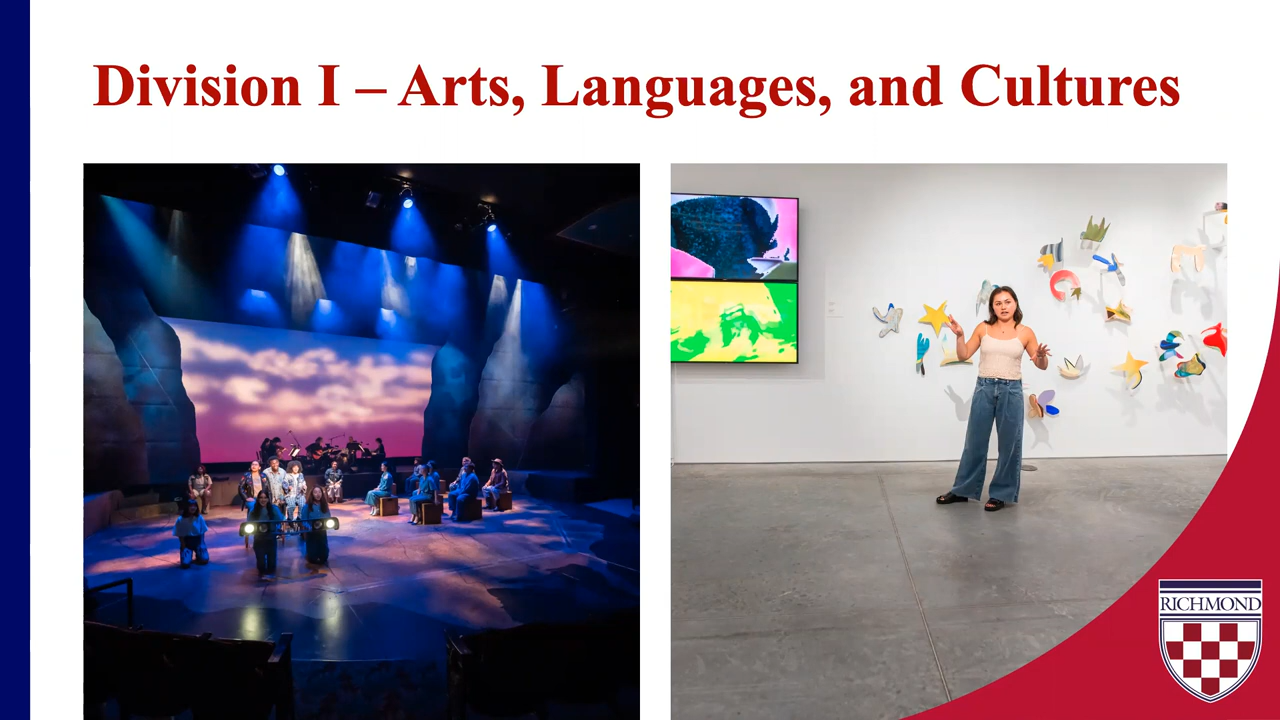 Division I – Arts, Languages, and Cultures
RICHMOND